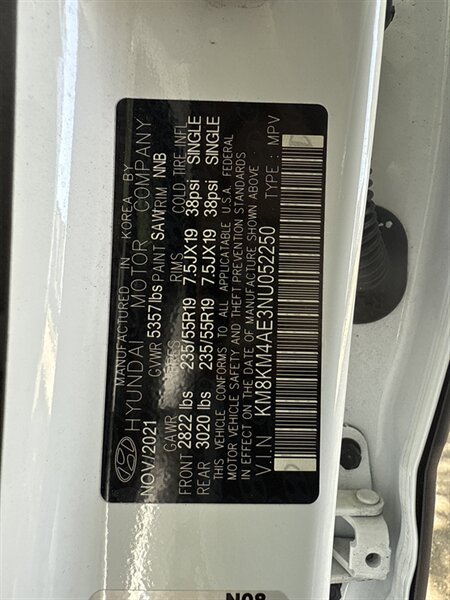 MANUFACTURED IN KOREA BY
HYUNDAI MOTOR COMPANY
NOV/2021 GVWR 5357lbs PAINT SAW TRIM NNB
GAWR TIRES RIMS COLD TIRE INFL
FRONT 2822 lbs 235/55R19 7.5JX19 38psi SINGLE
REAR 3020 lbs 235/55R19 7.5JX19 38psi SINGLE
THIS VEHICLE CONFORMS TO ALL APPLICABLE U.S.A. FEDERAL
MOTOR VEHICLE SAFETY AND THEFT PREVENTION STANDARDS
IN EFFECT ON THE DATE OF MANUFACTURE SHOWN ABOVE
V.I.N : KM8KM4AE3NU052250 TYPE : MPV
N08